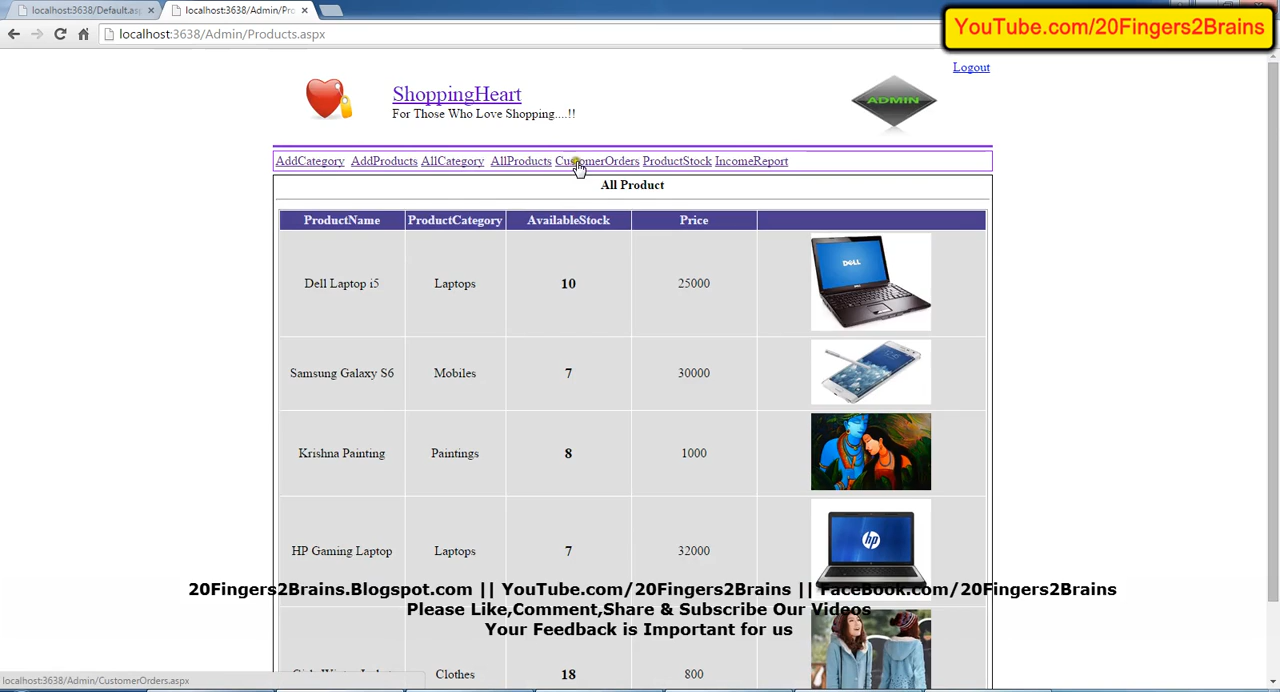 localhost:3638/Default.as
localhost:3638/Admin/Pro
localhost:3638/Admin/Products.aspx
YouTube.com/20Fingers2Brains
Logout
ShoppingHeart
For Those Who Love Shopping....!!
ADMIN
AddCategory AddProducts AllCategory AllProducts CustomerOrders ProductStock IncomeReport
All Product
ProductName ProductCategory AvailableStock Price
Dell Laptop i5 Laptops 10 25000
DELL
Samsung Galaxy S6 Mobiles 7 30000
Krishna Painting Paintings 8 1000
HP Gaming Laptop Laptops 7 32000
hp
20Fingers2Brains.Blogspot.com || YouTube.com/20Fingers2Brains || FaceBook.com/20Fingers2Brains
Please Like,Comment,Share & Subscribe Our Videos
Your Feedback is Important for us
Clothes 18 800
localhost:3638/Admin/CustomerOrders.aspx